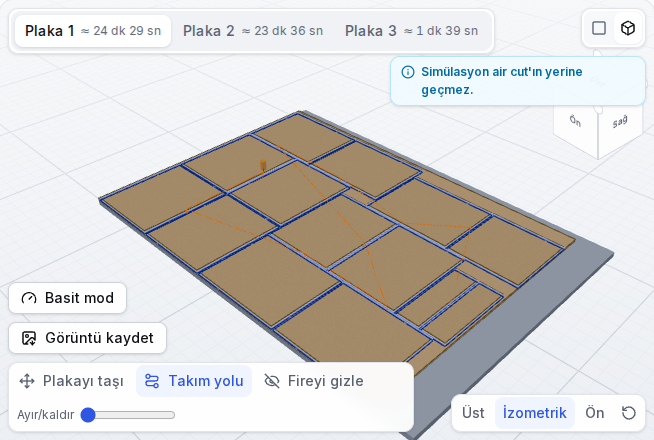 Plaka 1 ≈ 24 dk 29 sn Plaka 2 ≈ 23 dk 36 sn Plaka 3 ≈ 1 dk 39 sn
Simülasyon air cut'ın yerine
geçmez.
Ön sağ
Basit mod
Görüntü kaydet
Plakayı taşı Takım yolu Fireyi gizle
Ayır/kaldır
Üst İzometrik Ön